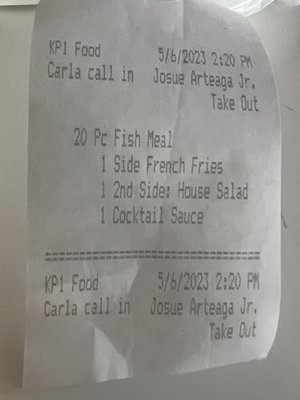 KP1 Food 5/6/2023 2:20 PM
Carla call in Josue Arteaga Jr.
Take Out
20 Pc Fish Meal
1 Side French Fries
1 2nd Side: House Salad
1 Cocktail Sauce
KP1 Food 5/6/2023 2:20 PM
Carla call in Josue Arteaga Jr.
Take Out